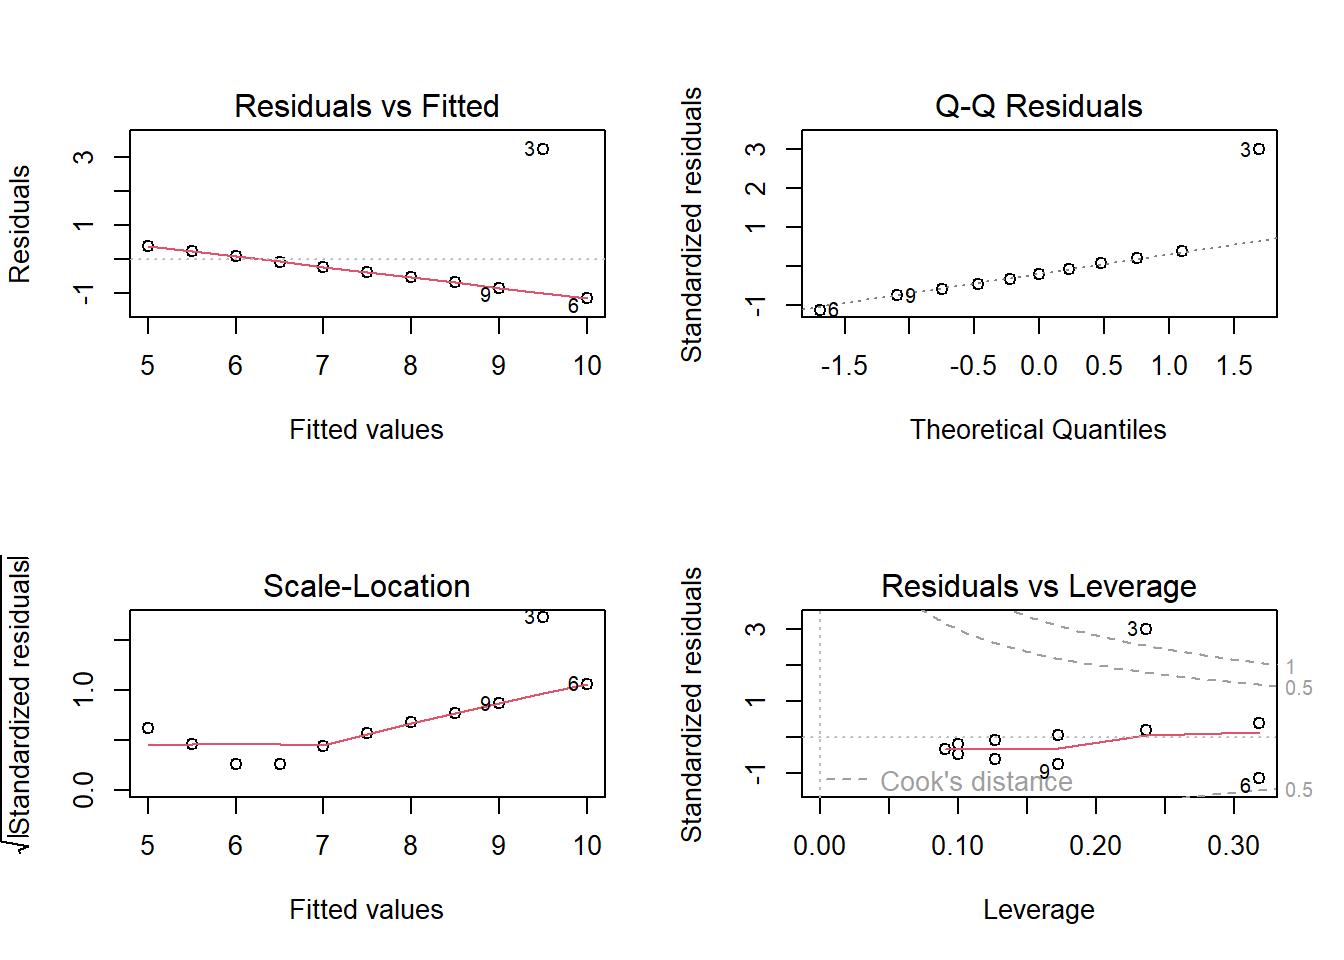 Residuals vs Fitted
Residuals
3
1
-1
3
9
6
5 6 7 8 9 10
Fitted values
Q-Q Residuals
Standardized residuals
3
2
1
-1
3
6
9
-1.5 -0.5 0.0 0.5 1.0 1.5
Theoretical Quantiles
Scale-Location
√|Standardized residuals|
1.0
0.0
3
9
6
5 6 7 8 9 10
Fitted values
Residuals vs Leverage
Standardized residuals
3
1
-1
3
9
6
1
0.5
0.5
Cook's distance
0.00 0.10 0.20 0.30
Leverage